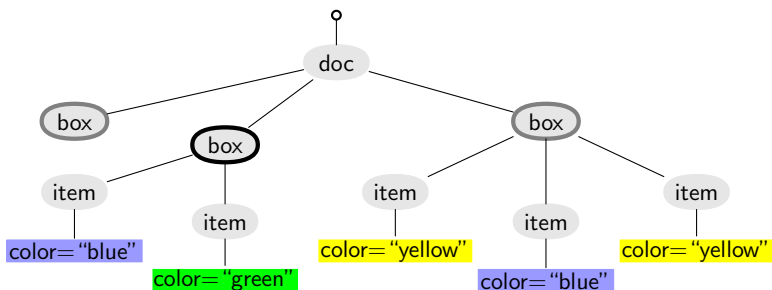 doc
box
box
box
item
item
item
item
item
color=“blue”
color=“green”
color=“yellow”
color=“blue”
color=“yellow”